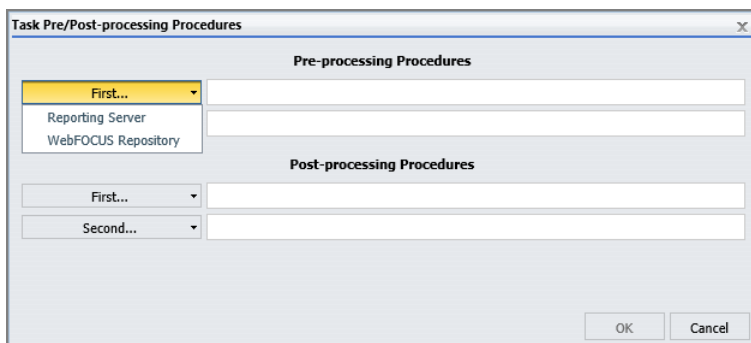 Task Pre/Post-processing Procedures x
Pre-processing Procedures
First...
Reporting Server
WebFOCUS Repository
Post-processing Procedures
First...
Second...
OK Cancel